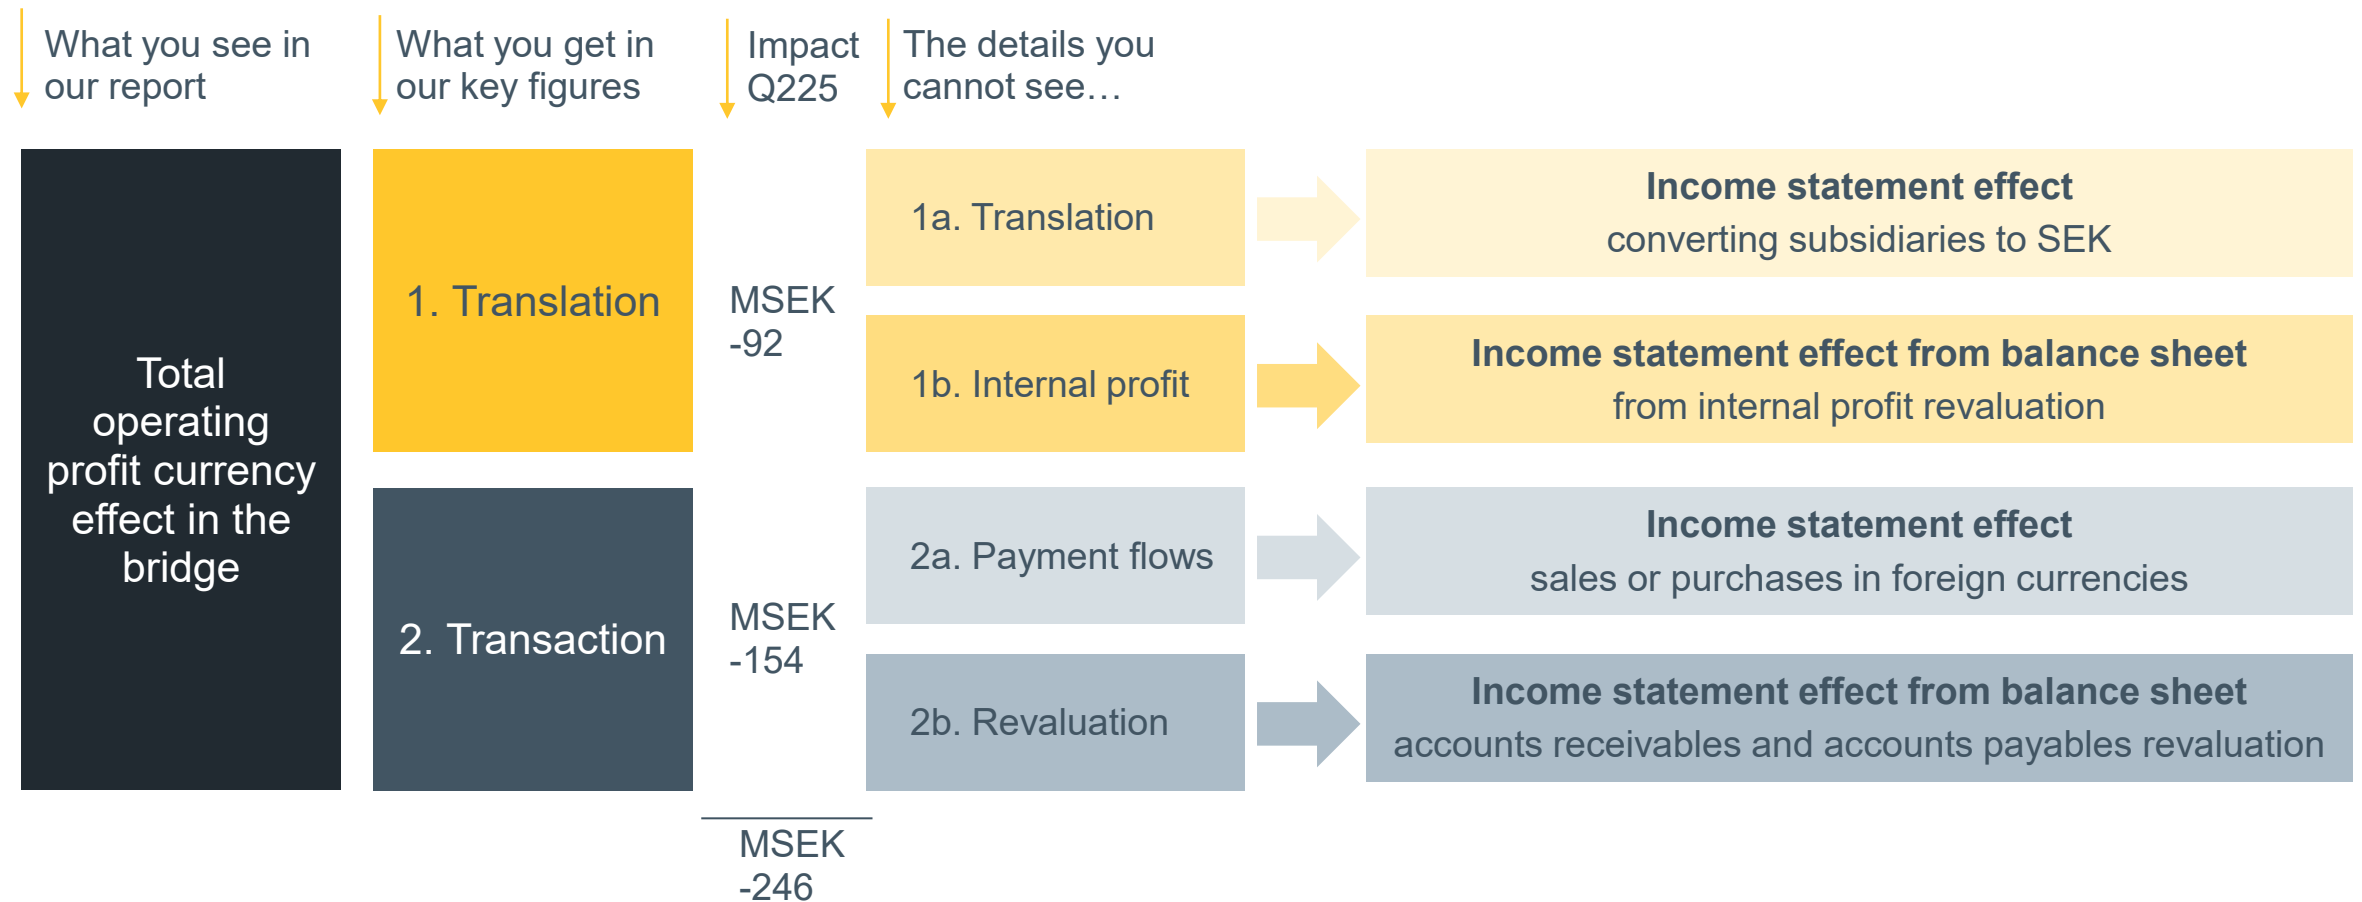 What you see in
our report
What you get in
our key figures
Impact
Q225
The details you
cannot see…
Total
operating
profit currency
effect in the
bridge
1. Translation
MSEK
-92
1a. Translation
Income statement effect
converting subsidiaries to SEK
1b. Internal profit
Income statement effect from balance sheet
from internal profit revaluation
2. Transaction
MSEK
-154
2a. Payment flows
Income statement effect
sales or purchases in foreign currencies
2b. Revaluation
Income statement effect from balance sheet
accounts receivables and accounts payables revaluation
MSEK
-246